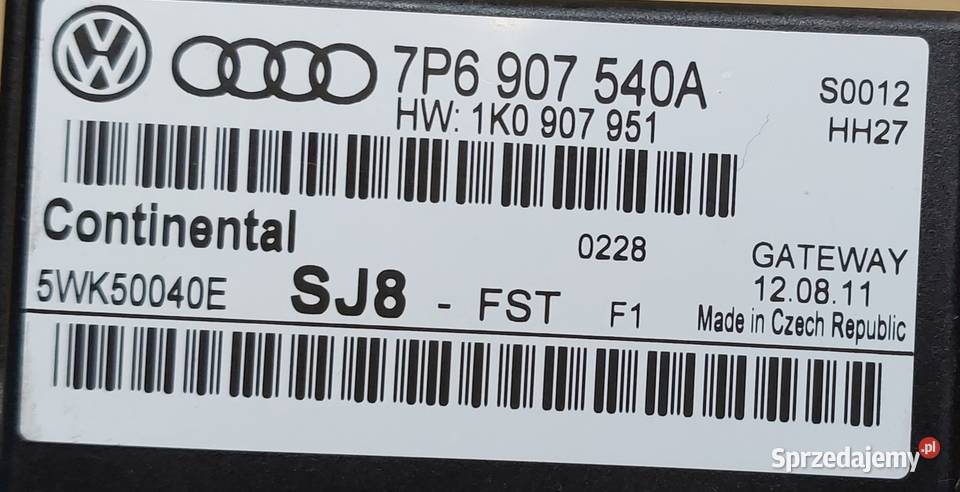 7P6 907 540A
S0012
HW: 1K0 907 951
HH27
Continental
0228
GATEWAY
5WK50040E
SJ8 - FST F1
12.08.11
Made in Czech Republic
Sprzedajemy.pl